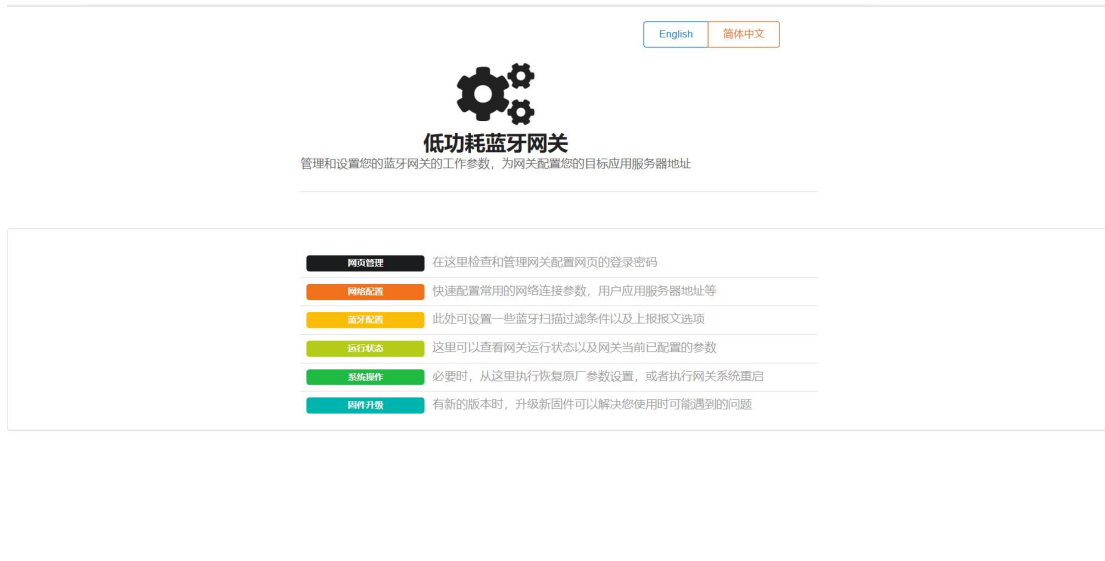 English 简体中文
低功耗蓝牙网关
管理和设置您的蓝牙网关的工作参数，为网关配置您的目标应用服务器地址
网页管理 在这里检查和管理网关配置网页的登录密码
网络配置 快速配置常用的网络连接参数，用户应用服务器地址等
蓝牙配置 此处可设置一些蓝牙扫描过滤条件以及上报报文选项
运行状态 这里可以查看网关运行状态以及网关当前已配置的参数
系统操作 必要时，从这里执行恢复原厂参数设置，或者执行网关系统重启
固件升级 有新的版本时，升级新固件可以解决您使用时可能遇到的问题